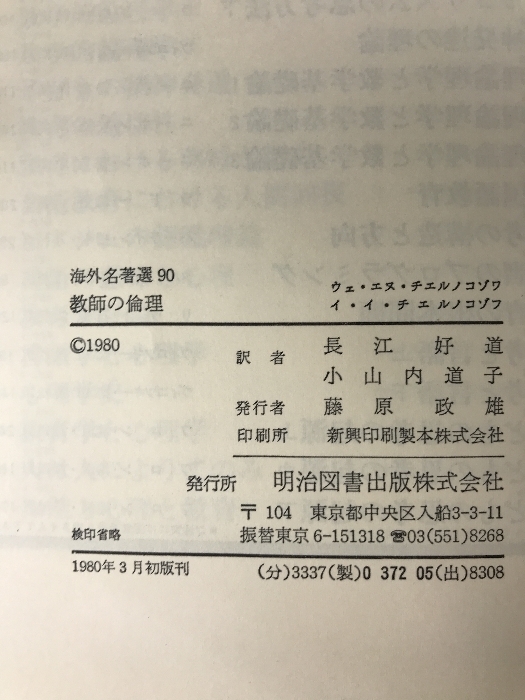 海外名著選 90
教師の倫理
ウェ・エヌ・チエルノコゾワ
イ・イ・チエルノコゾフ
©1980
訳者 長江好道
小山内道子
発行者 藤原政雄
印刷所 新興印刷製本株式会社
発行所 明治図書出版株式会社
〒104 東京都中央区入船3-3-11
検印省略 振替東京6-151318 ☎03(551)8268
1980年3月初版刊 (分)3337(製)0 372 05(出)8308